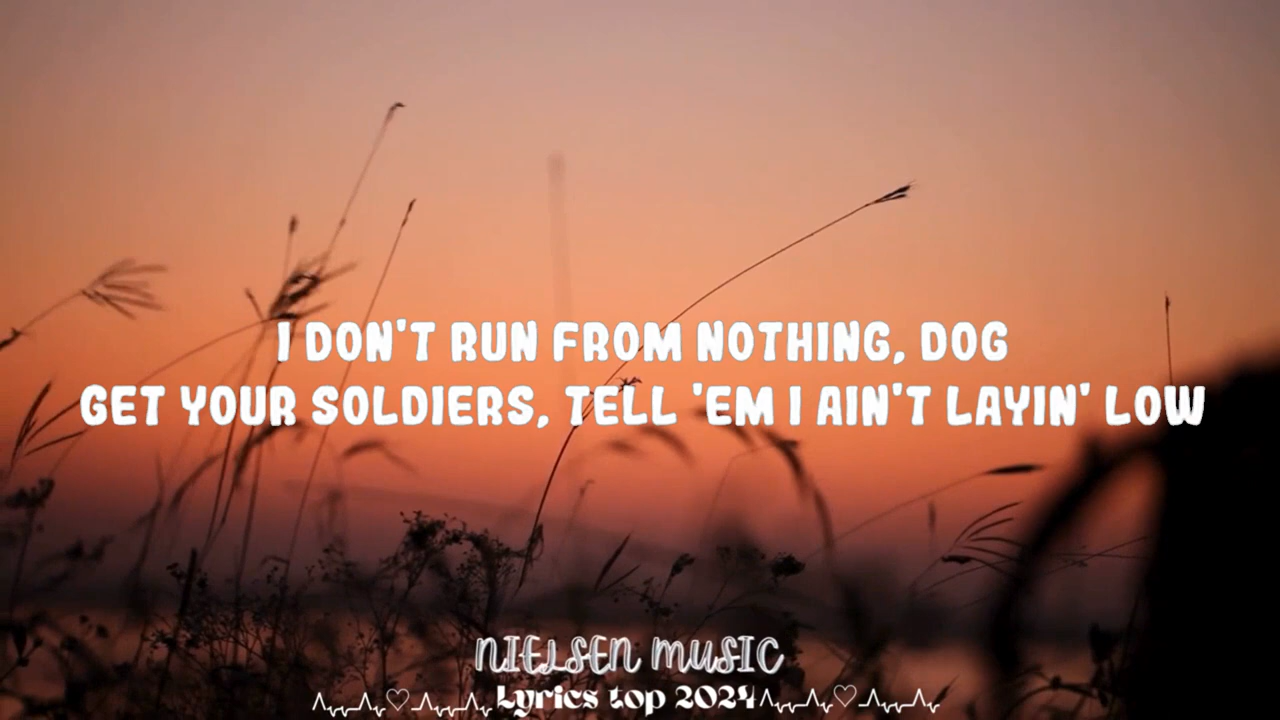 I DON'T RUN FROM NOTHING, DOG
GET YOUR SOLDIERS, TELL 'EM I AIN'T LAYIN' LOW
NIELSEN MUSIC
Lyrics top 2024